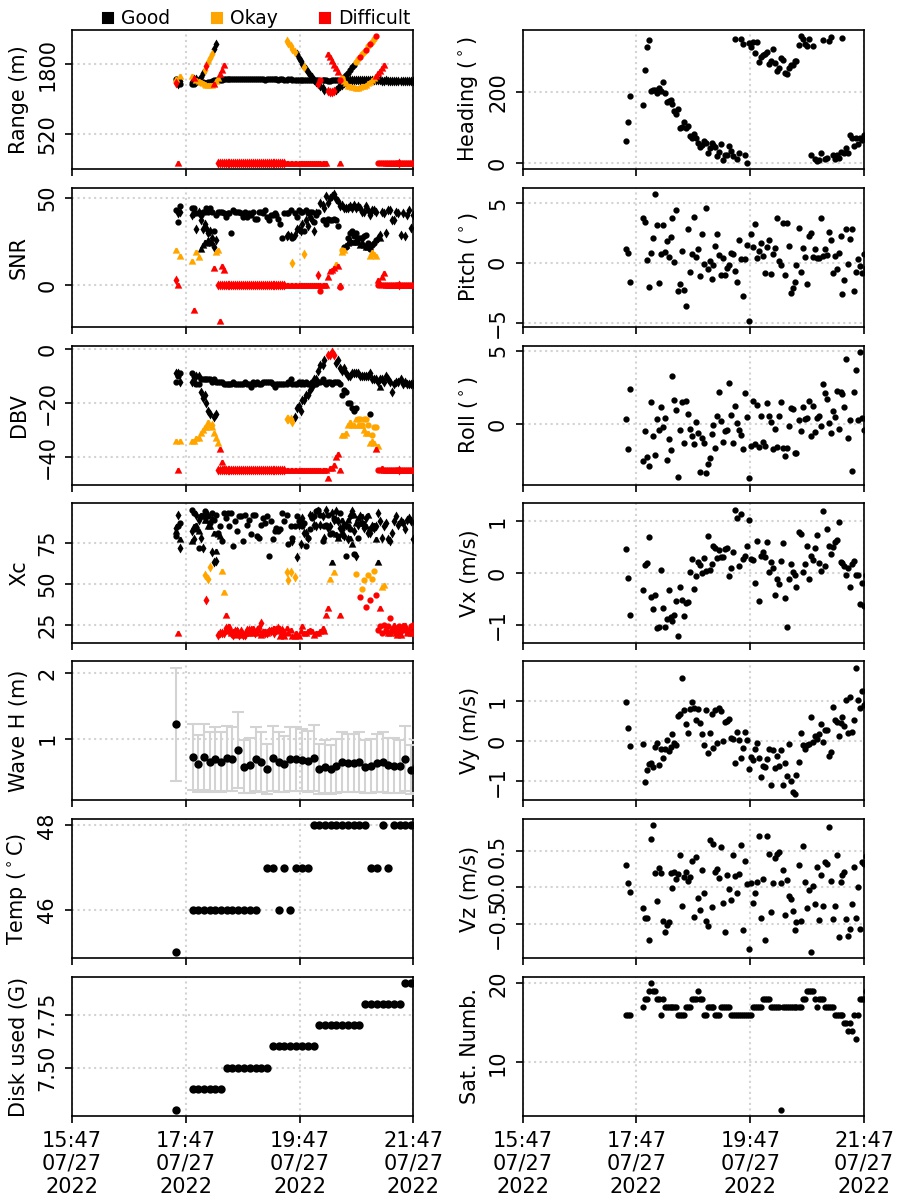 Good Okay Difficult
Range (m)
1800
520
Heading (°)
200
0
SNR
50
0
Pitch (°)
5
0
−5
DBV
0
−20
−40
Roll (°)
5
0
Xc
75
50
25
Vx (m/s)
1
0
−1
Wave H (m)
2
1
Vy (m/s)
1
0
−1
Temp (°C)
48
46
Vz (m/s)
0.5
0.0
−0.5
Disk used (G)
7.75
7.50
Sat. Numb.
20
10
15:47 17:47 19:47 21:47
07/27 07/27 07/27 07/27
2022 2022 2022 2022
15:47 17:47 19:47 21:47
07/27 07/27 07/27 07/27
2022 2022 2022 2022